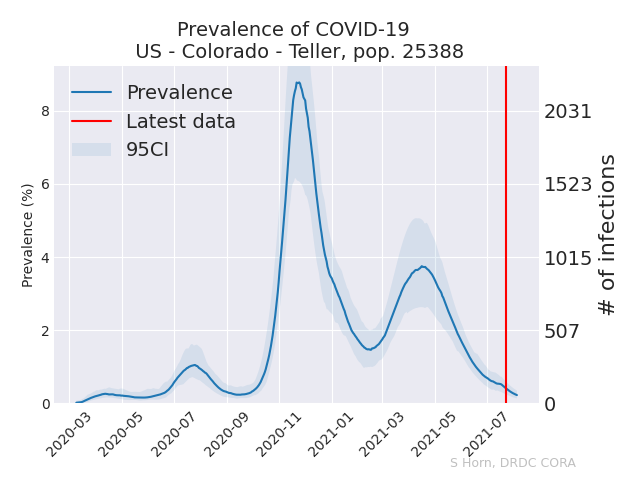 Prevalence of COVID-19
US - Colorado - Teller, pop. 25388
Prevalence
Latest data
95CI
Prevalence (%)
8
6
4
2
0
2031
1523
1015
507
0
# of infections
2020-03
2020-05
2020-07
2020-09
2020-11
2021-01
2021-03
2021-05
2021-07
S Horn, DRDC CORA